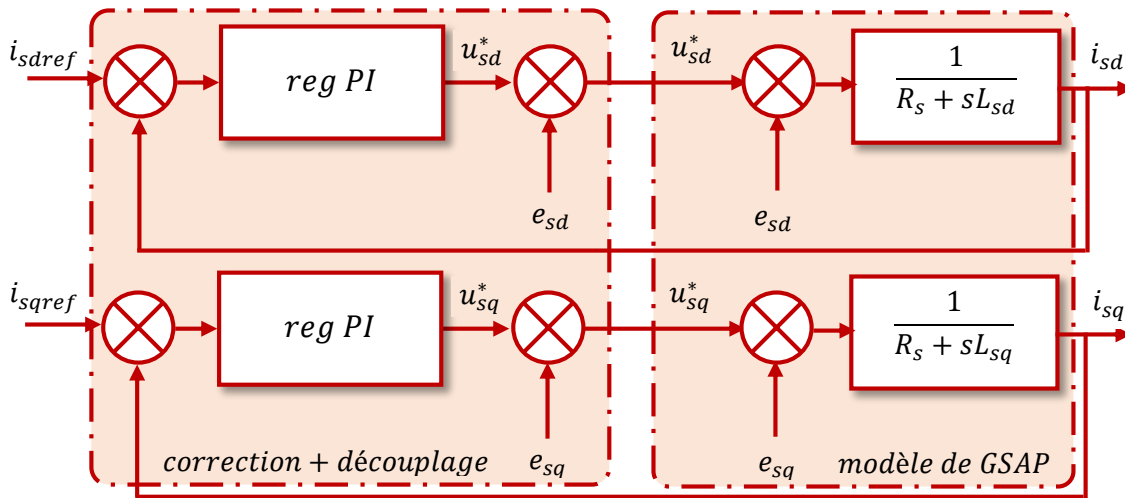 i_sdref
reg PI
u*_sd
u*_sd
1
R_s + sL_sd
i_sd
e_sd
e_sd
i_sqref
reg PI
u*_sq
u*_sq
1
R_s + sL_sq
i_sq
e_sq
e_sq
correction + découplage
modèle de GSAP